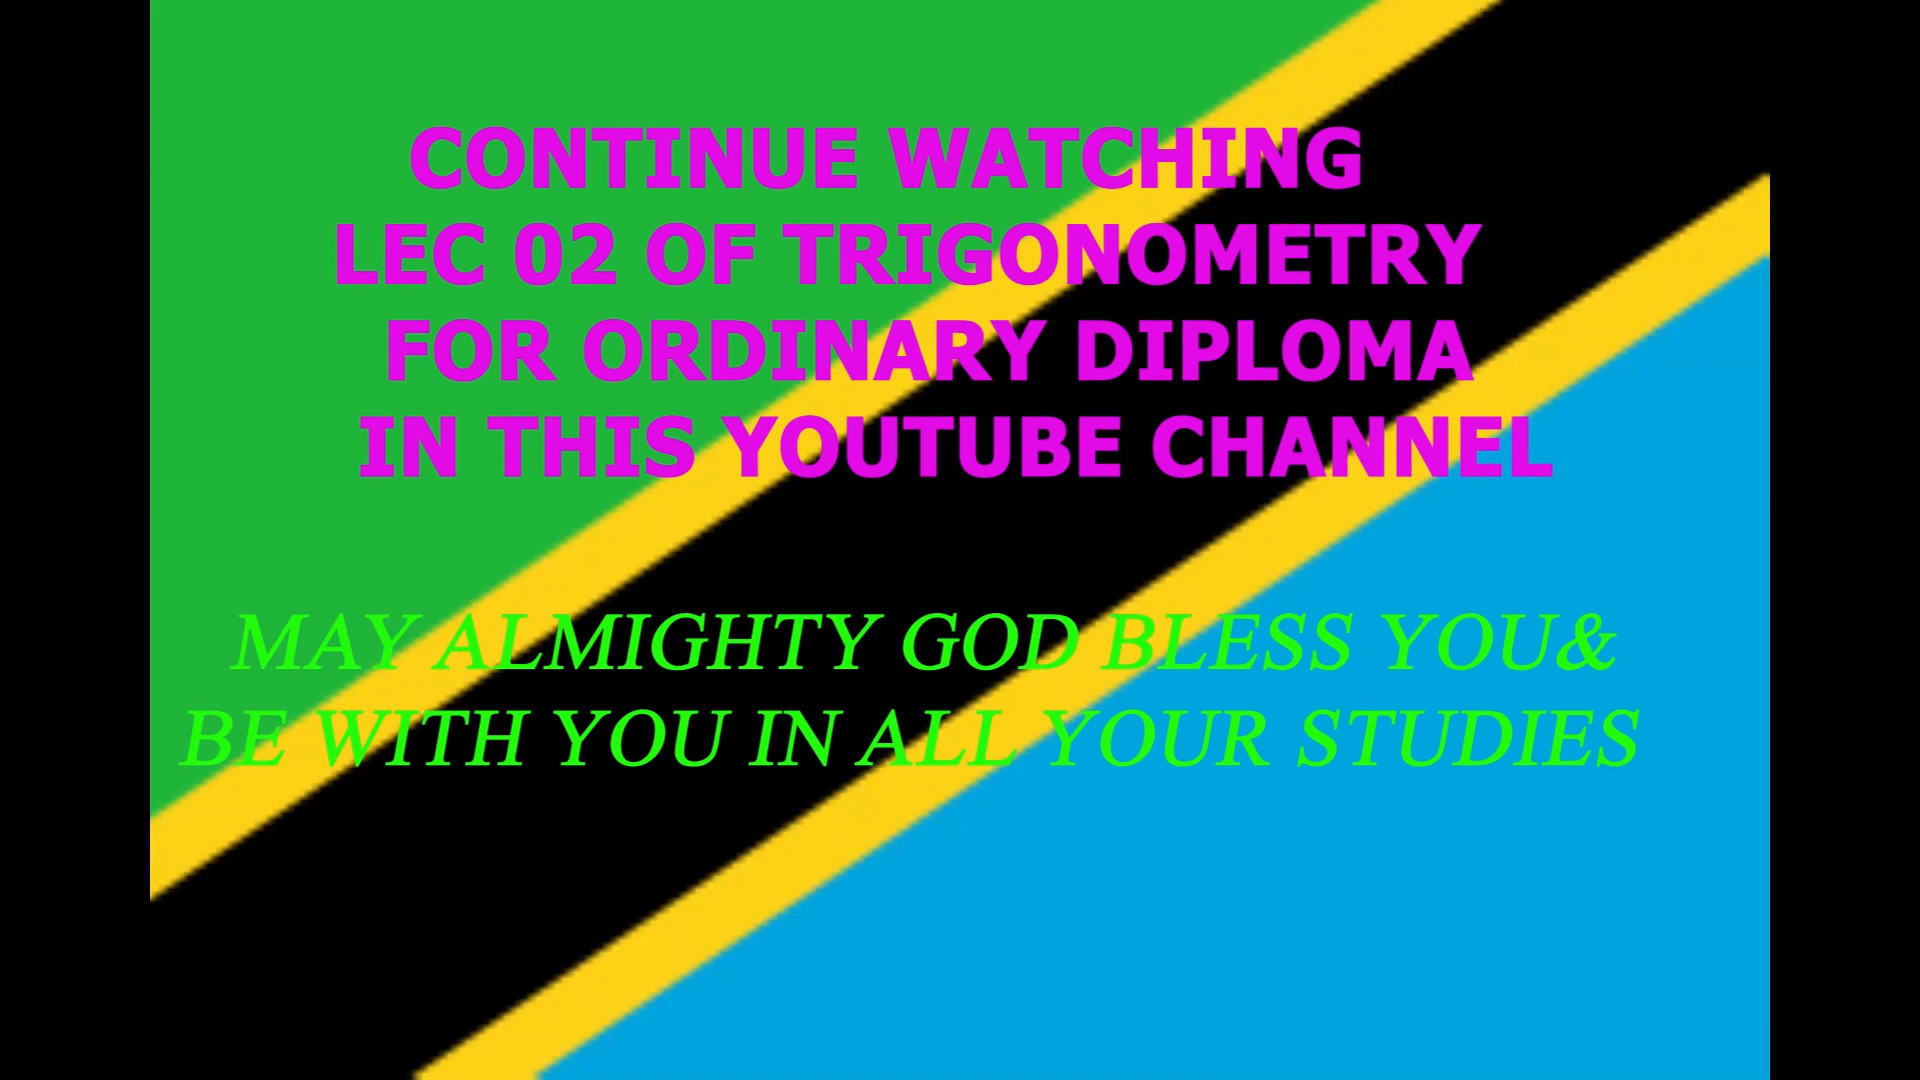 CONTINUE WATCHING
LEC 02 OF TRIGONOMETRY
FOR ORDINARY DIPLOMA
IN THIS YOUTUBE CHANNEL
MAY ALMIGHTY GOD BLESS YOU&
BE WITH YOU IN ALL YOUR STUDIES